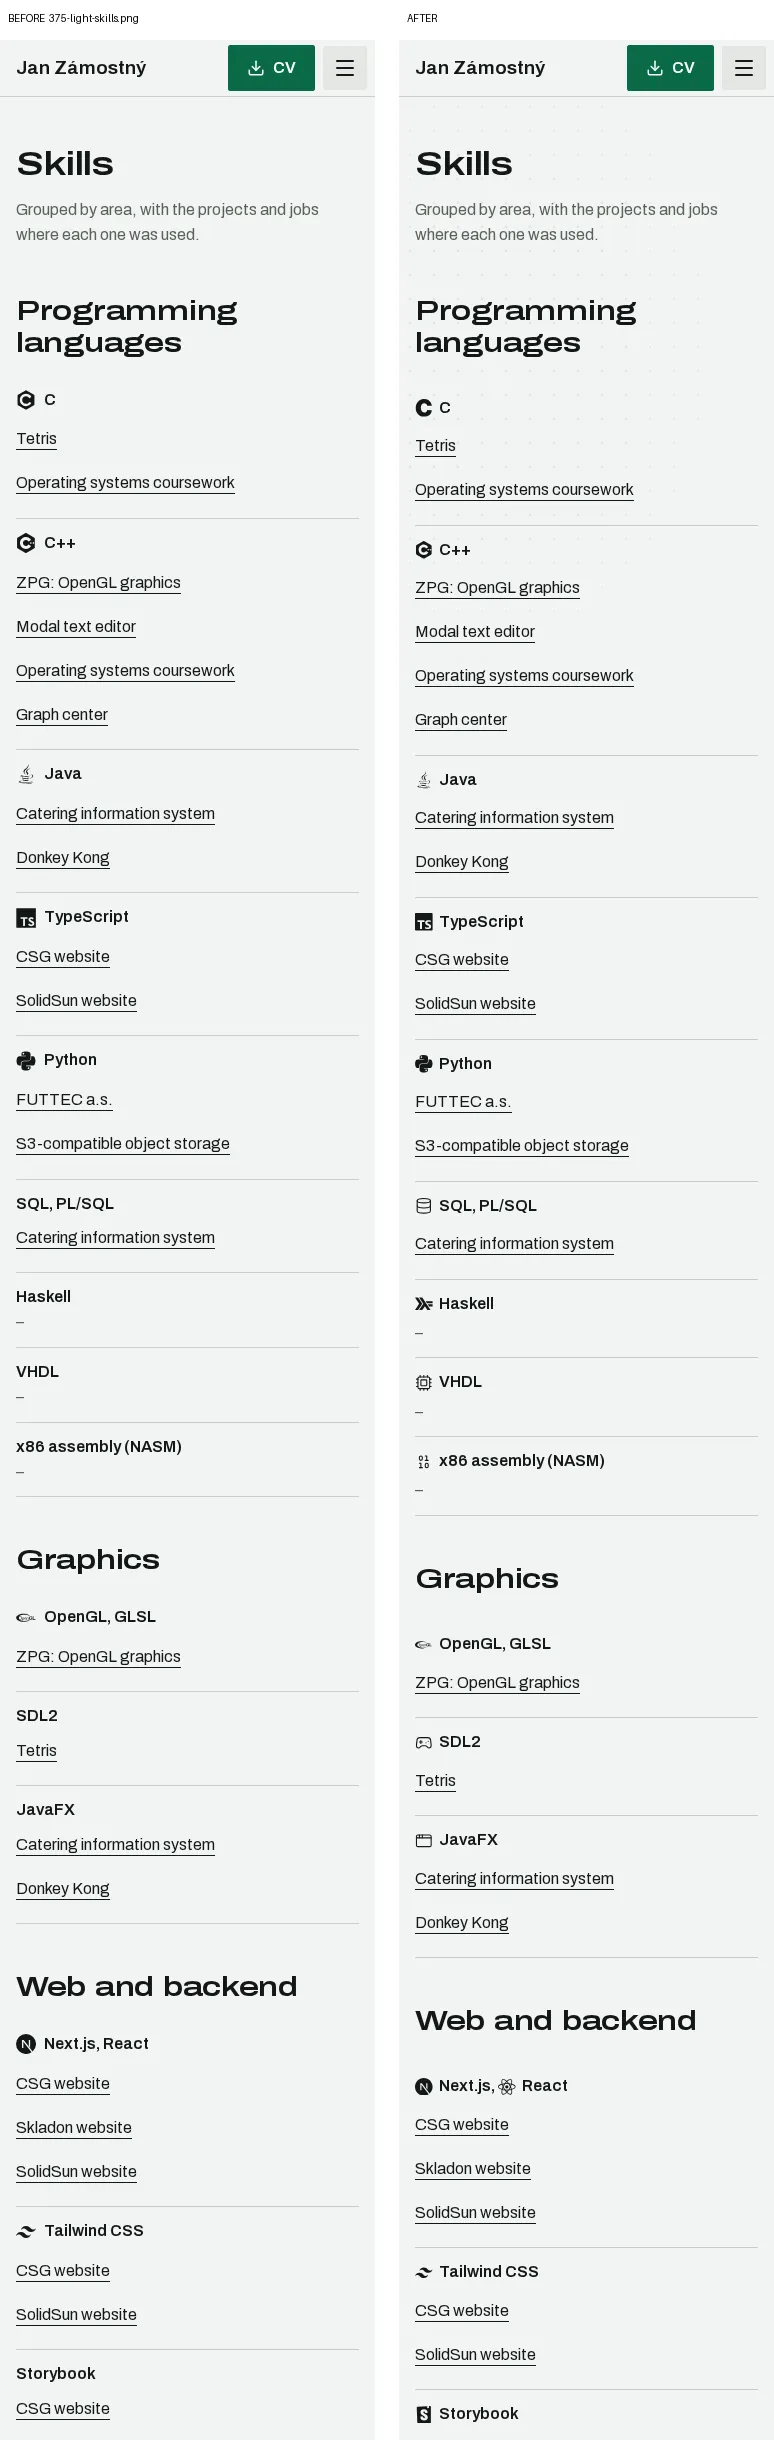 BEFORE 375-light-skills.png
Jan Zámostný
CV
Skills
Grouped by area, with the projects and jobs
where each one was used.
Programming
languages
C
Tetris
Operating systems coursework
C++
ZPG: OpenGL graphics
Modal text editor
Operating systems coursework
Graph center
Java
Catering information system
Donkey Kong
TS TypeScript
CSG website
SolidSun website
Python
FUTTEC a.s.
S3-compatible object storage
SQL, PL/SQL
Catering information system
Haskell
–
VHDL
–
x86 assembly (NASM)
–
Graphics
OpenGL, GLSL
ZPG: OpenGL graphics
SDL2
Tetris
JavaFX
Catering information system
Donkey Kong
Web and backend
Next.js, React
CSG website
Skladon website
SolidSun website
Tailwind CSS
CSG website
SolidSun website
Storybook
CSG website
AFTER
Jan Zámostný
CV
Skills
Grouped by area, with the projects and jobs
where each one was used.
Programming
languages
C
Tetris
Operating systems coursework
C++
ZPG: OpenGL graphics
Modal text editor
Operating systems coursework
Graph center
Java
Catering information system
Donkey Kong
TS TypeScript
CSG website
SolidSun website
Python
FUTTEC a.s.
S3-compatible object storage
SQL, PL/SQL
Catering information system
Haskell
–
VHDL
–
x86 assembly (NASM)
–
Graphics
OpenGL, GLSL
ZPG: OpenGL graphics
SDL2
Tetris
JavaFX
Catering information system
Donkey Kong
Web and backend
Next.js, React
CSG website
Skladon website
SolidSun website
Tailwind CSS
CSG website
SolidSun website
Storybook